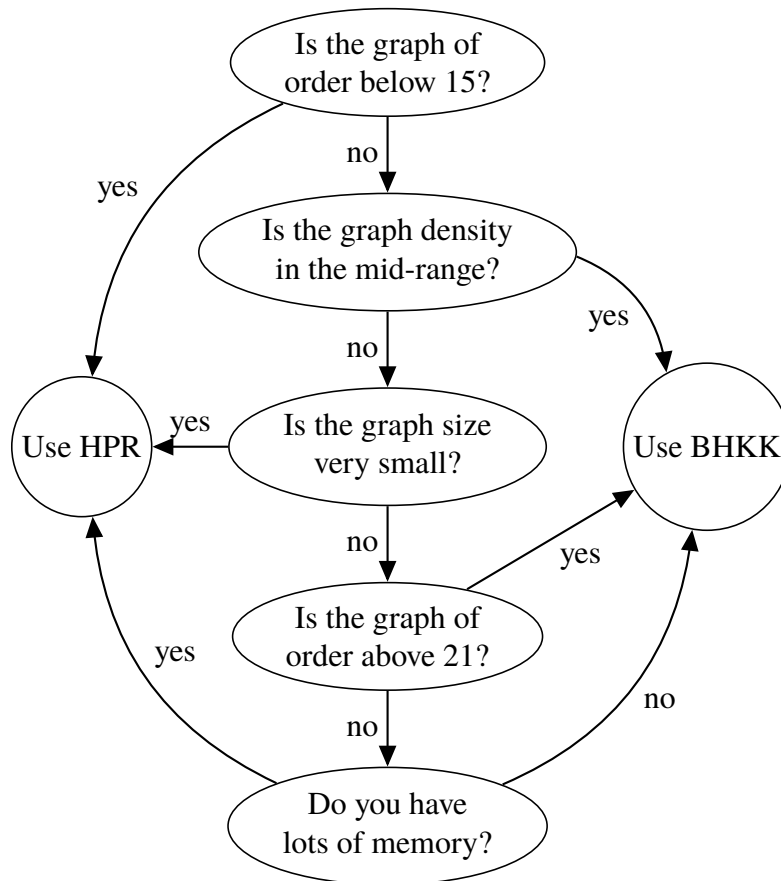 Is the graph of
order below 15?
yes
no
Is the graph density
in the mid-range?
yes
no
Use HPR
yes
Is the graph size
very small?
Use BHKK
no
yes
Is the graph of
order above 21?
yes
no
no
Do you have
lots of memory?